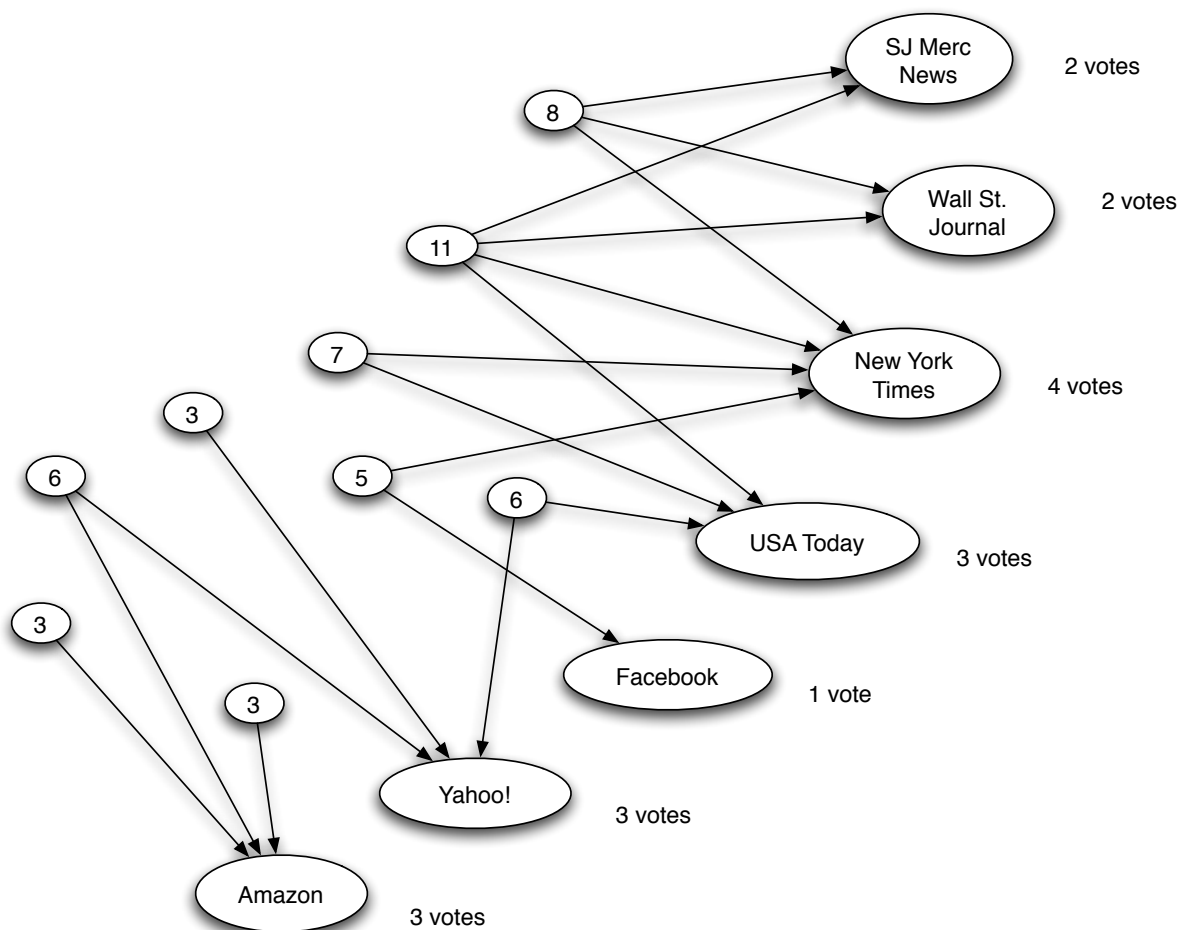 SJ Merc
News
2 votes
8
Wall St.
Journal
2 votes
11
7
New York
Times
4 votes
3
6
5
6
USA Today
3 votes
3
Facebook
1 vote
3
Yahoo!
3 votes
Amazon
3 votes